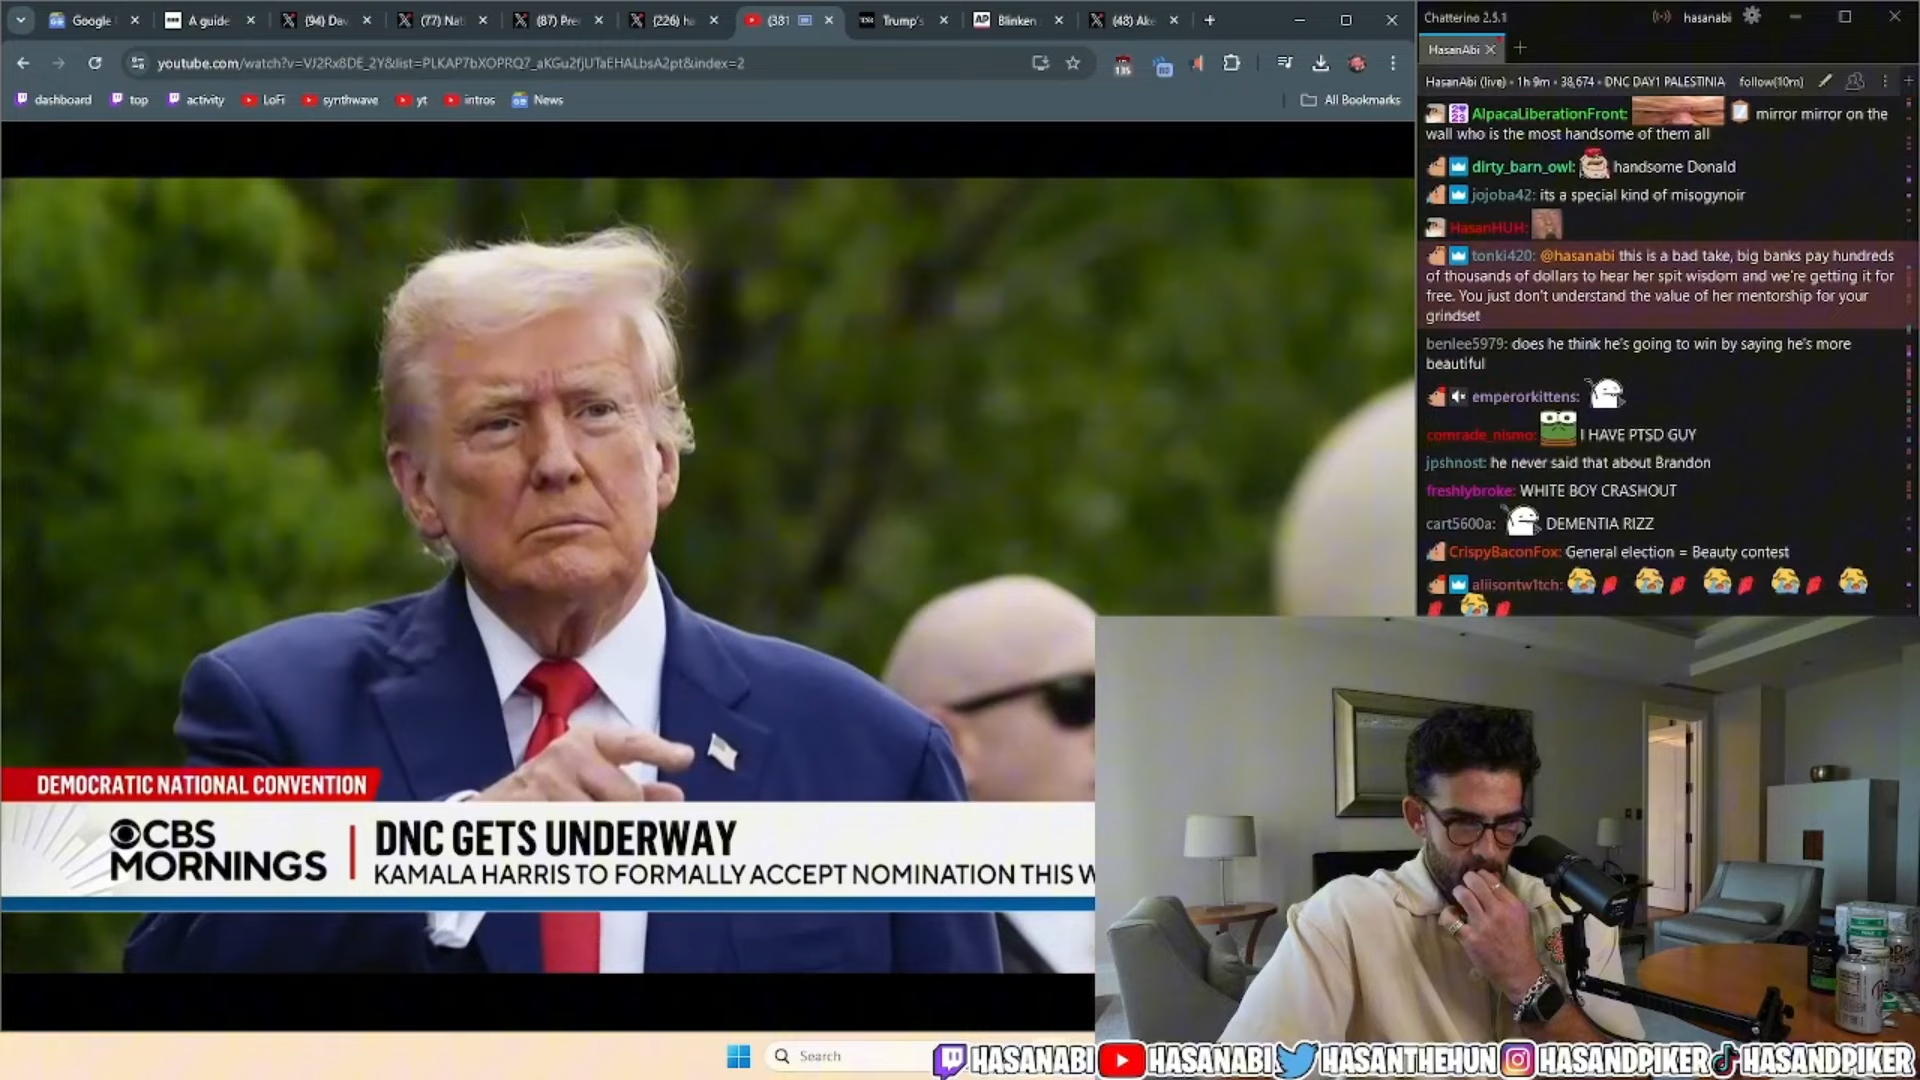 Google
A guide
(94) Dav
(77) Nat
(87) Pre
(226) ha
(381
Trump's
Blinken
(48) Ake
youtube.com/watch?v=VJ2Rx8DE_2Y&list=PLKAP7bXOPRQ7_aKGu2fjUTaEHALbsA2pt&index=2
dashboard
top
activity
LoFi
synthwave
yt
intros
News
All Bookmarks
DEMOCRATIC NATIONAL CONVENTION
CBS
MORNINGS
DNC GETS UNDERWAY
KAMALA HARRIS TO FORMALLY ACCEPT NOMINATION THIS W
Chatterino 2.5.1
hasanabi
HasanAbi
HasanAbi (live) • 1h 9m • 38,674 • DNC DAY1 PALESTINIA follow(10m)
AlpacaLiberationFront: mirror mirror on the
wall who is the most handsome of them all
dirty_barn_owl: handsome Donald
jojoba42: its a special kind of misogynoir
HasanHUH:
tonki420: @hasanabi this is a bad take, big banks pay hundreds
of thousands of dollars to hear her spit wisdom and we're getting it for
free. You just don't understand the value of her mentorship for your
grindset
benlee5979: does he think he's going to win by saying he's more
beautiful
emperorkittens:
comrade_nismo: I HAVE PTSD GUY
jpshnost: he never said that about Brandon
freshlybroke: WHITE BOY CRASHOUT
cart5600a: DEMENTIA RIZZ
CrispyBaconFox: General election = Beauty contest
aliisontw1tch:
Search
HASANABI HASANABI HASANTHEHUN HASANDPIKER HASANDPIKER